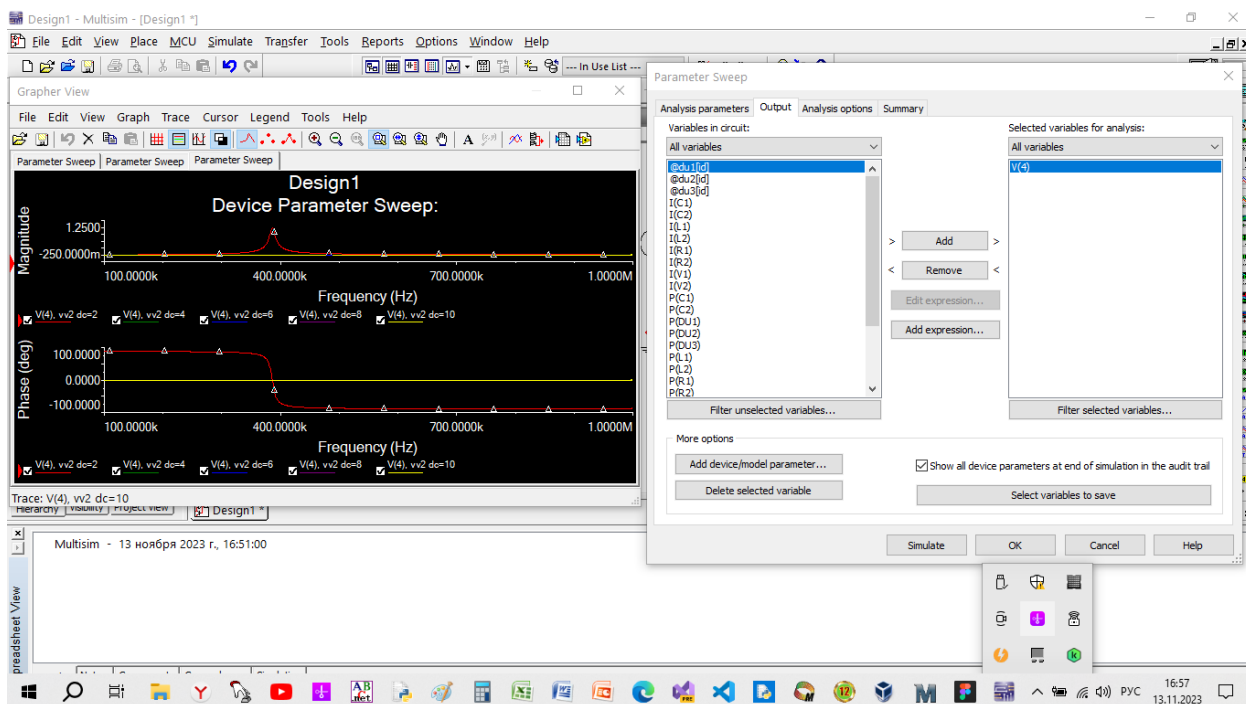 Design1 - Multisim - [Design1 *]
File Edit View Place MCU Simulate Transfer Tools Reports Options Window Help
--- In Use List ---
Grapher View
File Edit View Graph Trace Cursor Legend Tools Help
Parameter Sweep Parameter Sweep Parameter Sweep
Design1
Device Parameter Sweep:
Magnitude
1.2500
-250.0000m
100.0000k 400.0000k 700.0000k 1.0000M
Frequency (Hz)
V(4), vv2 dc=2 V(4), vv2 dc=4 V(4), vv2 dc=6 V(4), vv2 dc=8 V(4), vv2 dc=10
Phase (deg)
100.0000
0.0000
-100.0000
100.0000k 400.0000k 700.0000k 1.0000M
Frequency (Hz)
V(4), vv2 dc=2 V(4), vv2 dc=4 V(4), vv2 dc=6 V(4), vv2 dc=8 V(4), vv2 dc=10
Trace: V(4), vv2 dc=10
Hierarchy Visibility Project View Design1 *
Multisim - 13 ноября 2023 г., 16:51:00
Parameter Sweep
Analysis parameters Output Analysis options Summary
Variables in circuit:
All variables
@du1[id]
@du2[id]
@du3[id]
I(C1)
I(C2)
I(L1)
I(L2)
I(R1)
I(R2)
I(V1)
I(V2)
P(C1)
P(C2)
P(DU1)
P(DU2)
P(DU3)
P(L1)
P(L2)
P(R1)
P(R2)
Filter unselected variables...
> Add >
< Remove <
Edit expression...
Add expression...
Selected variables for analysis:
All variables
V(4)
Filter selected variables...
More options
Add device/model parameter...
Delete selected variable
Show all device parameters at end of simulation in the audit trail
Select variables to save
Simulate OK Cancel Help
AB
.net
PRE
12
РУС
16:57
13.11.2023